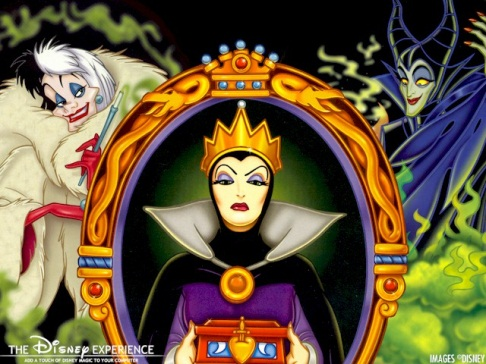 THE Disney EXPERIENCE
ADD A TOUCH OF DISNEY MAGIC TO YOUR COMPUTER
IMAGES © DISNEY